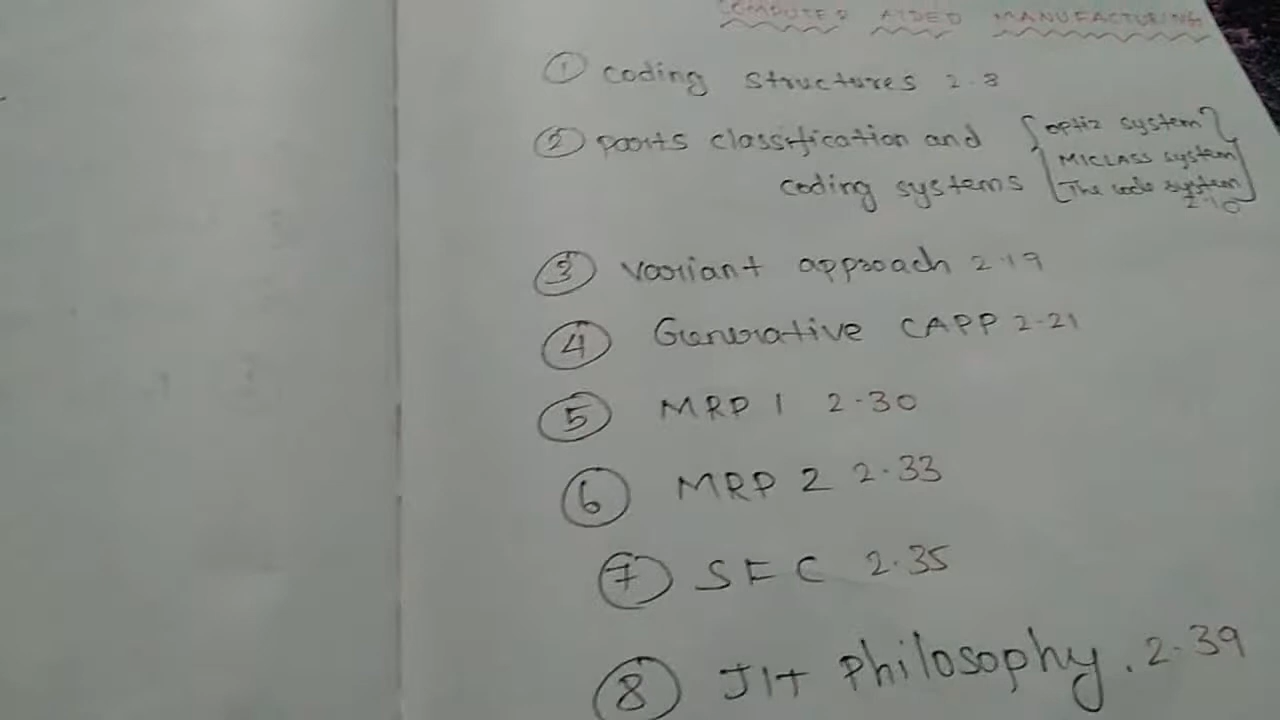 COMPUTER AIDED MANUFACTURING
① Coding structures 2.8
② parts classification and { optiz system }
MICLASS system
coding systems [The code system]
2.10
③ Variant approach 2.19
④ Generative CAPP 2.21
⑤ MRP 1 2.30
⑥ MRP 2 2.33
⑦ SFC 2.35
⑧ JIT Philosophy. 2.39